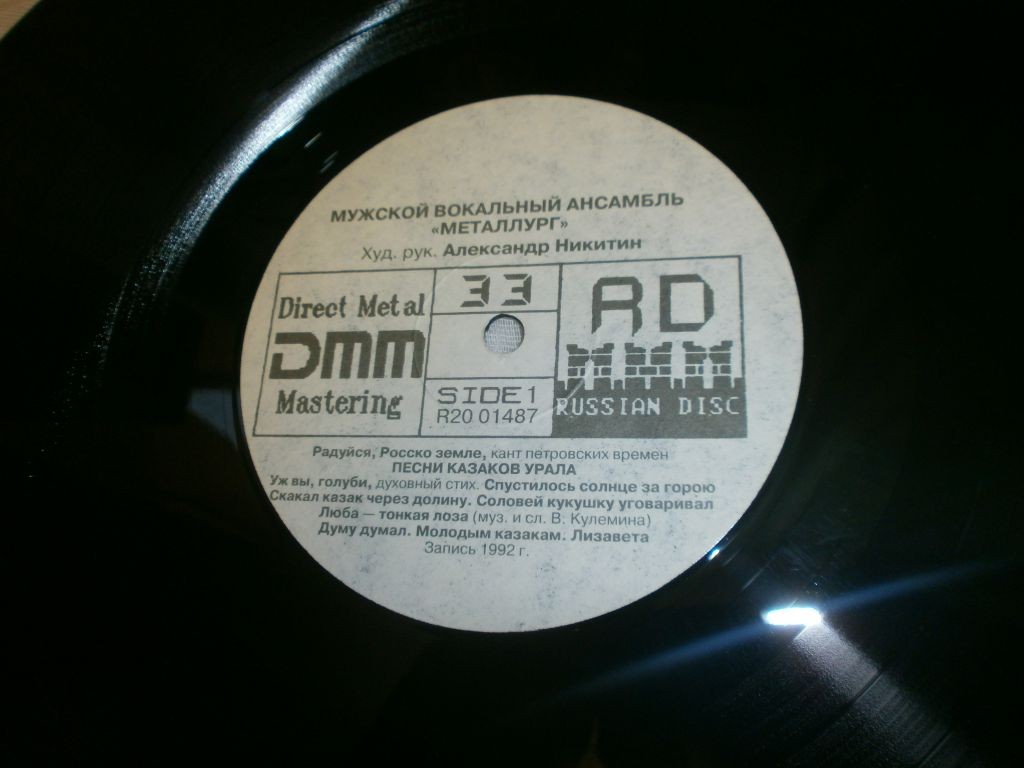 МУЖСКОЙ ВОКАЛЬНЫЙ АНСАМБЛЬ
«МЕТАЛЛУРГ»
Худ. рук. Александр Никитин
Direct Metal
DMM
Mastering
33
SIDE 1
R20 01487
RD
RUSSIAN DISC
Радуйся, Росско земле, кант петровских времен
ПЕСНИ КАЗАКОВ УРАЛА
Уж вы, голуби, духовный стих. Спустилось солнце за горою
Скакал казак через долину. Соловей кукушку уговаривал
Люба — тонкая лоза (муз. и сл. В. Кулемина)
Думу думал. Молодым казакам. Лизавета
Запись 1992 г.